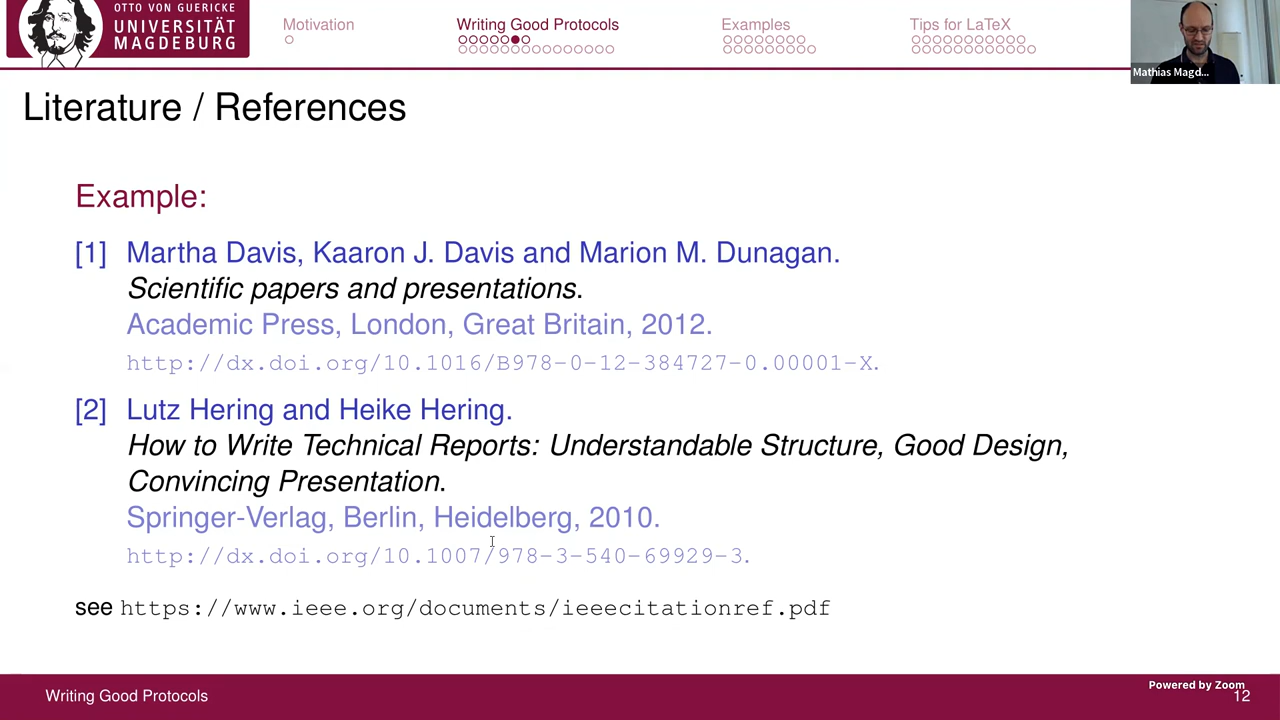 OTTO VON GUERICKE
UNIVERSITÄT
MAGDEBURG
Motivation
Writing Good Protocols
Examples
Tips for LaTeX
Mathias Magd...
Literature / References
Example:
[1] Martha Davis, Kaaron J. Davis and Marion M. Dunagan.
Scientific papers and presentations.
Academic Press, London, Great Britain, 2012.
http://dx.doi.org/10.1016/B978-0-12-384727-0.00001-X.
[2] Lutz Hering and Heike Hering.
How to Write Technical Reports: Understandable Structure, Good Design,
Convincing Presentation.
Springer-Verlag, Berlin, Heidelberg, 2010.
http://dx.doi.org/10.1007/978-3-540-69929-3.
see https://www.ieee.org/documents/ieeecitationref.pdf
Writing Good Protocols
Powered by Zoom
12